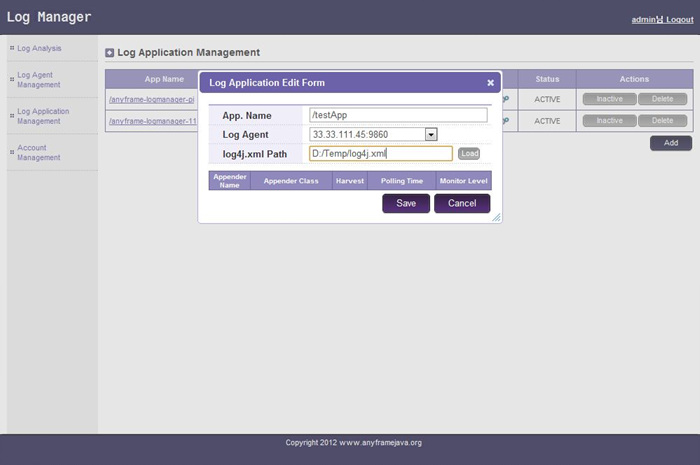 Log Manager
admin Logout
Log Analysis
Log Agent
Management
Log Application
Management
Account
Management
Log Application Management
App Name
Status
Actions
/anyframe-logmanager-pi
ACTIVE
Inactive
Delete
/anyframe-logmanager-11
ACTIVE
Inactive
Delete
Add
Log Application Edit Form
App. Name
/testApp
Log Agent
33.33.111.45:9860
log4j.xml Path
D:/Temp/log4j.xml
Load
Appender
Name
Appender Class
Harvest
Polling Time
Monitor Level
Save
Cancel
Copyright 2012 www.anyframejava.org